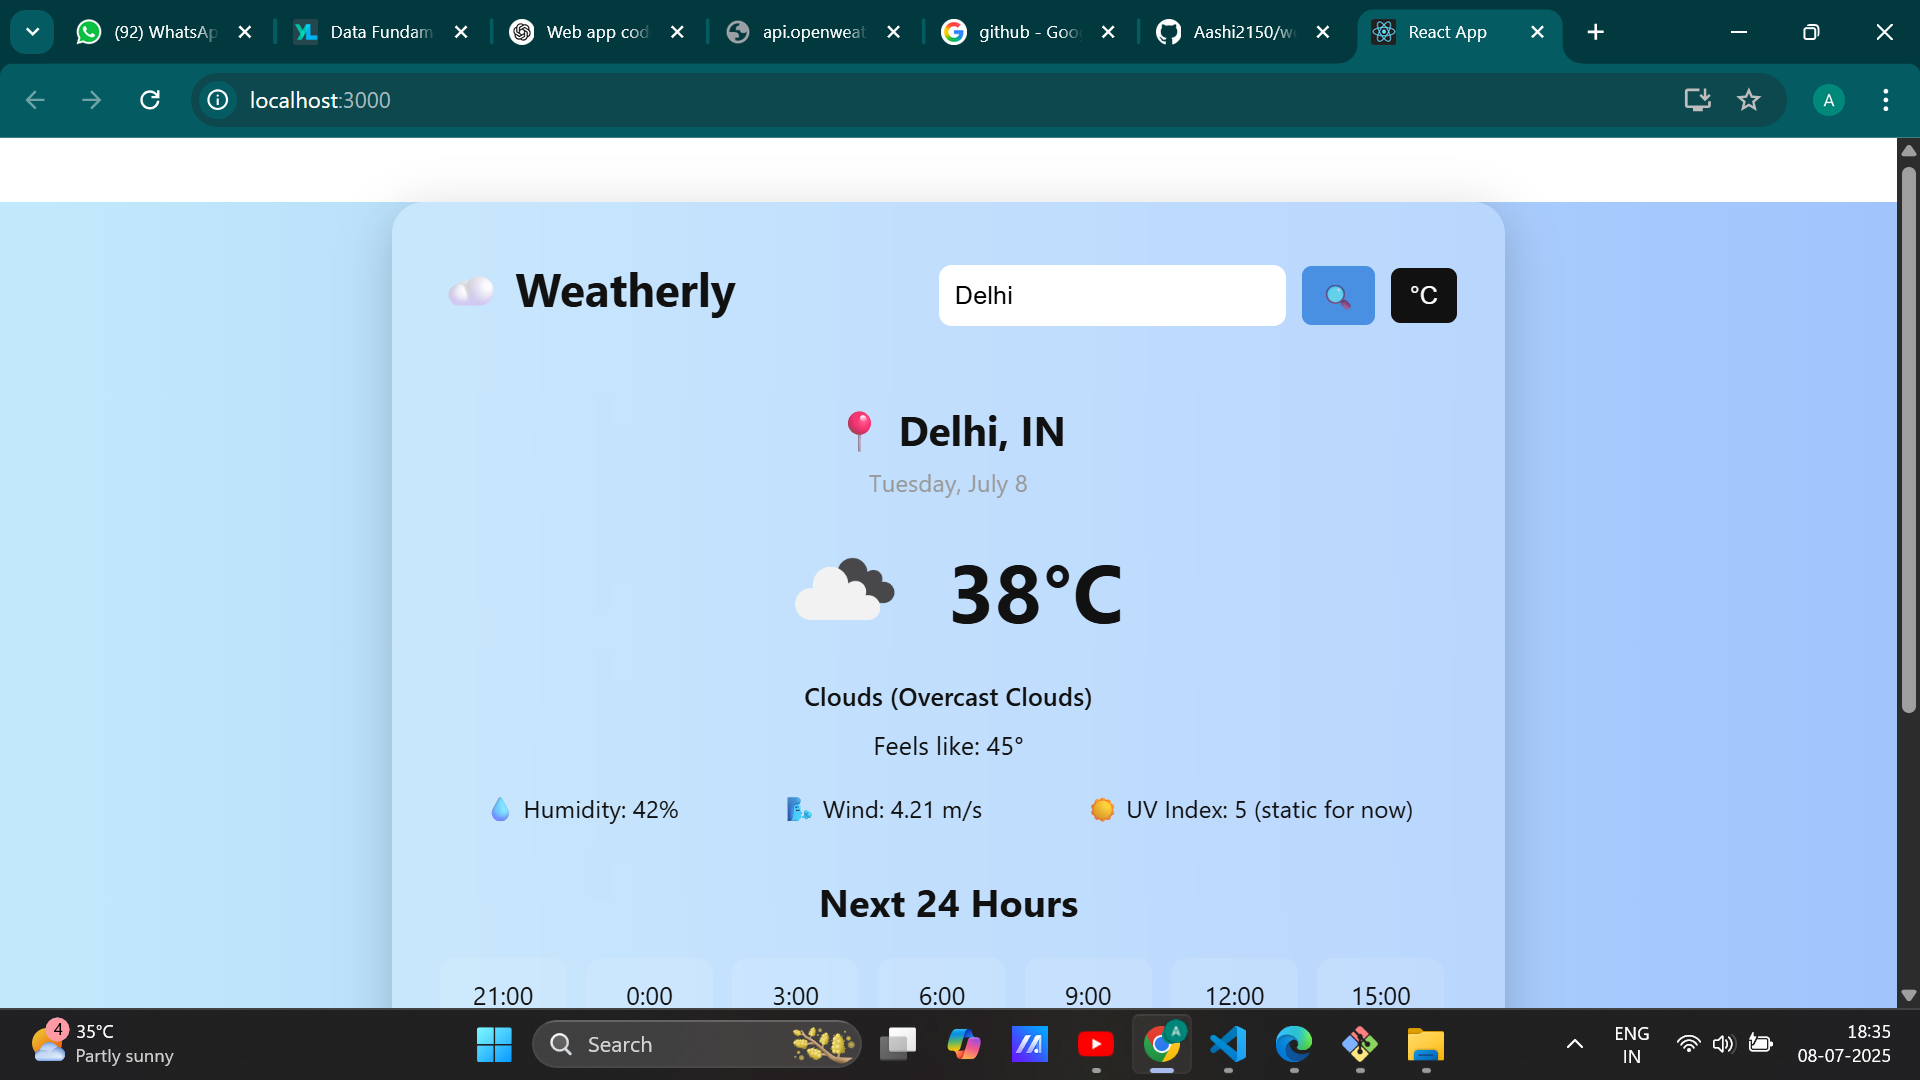 (92) WhatsAp
Data Fundam
Web app cod
api.openweat
github - Goo
Aashi2150/we
React App
localhost:3000
A
Weatherly
Delhi
°C
Delhi, IN
Tuesday, July 8
38°C
Clouds (Overcast Clouds)
Feels like: 45°
Humidity: 42%
Wind: 4.21 m/s
UV Index: 5 (static for now)
Next 24 Hours
21:00
0:00
3:00
6:00
9:00
12:00
15:00
4
35°C
Partly sunny
Search
A
ENG
IN
18:35
08-07-2025